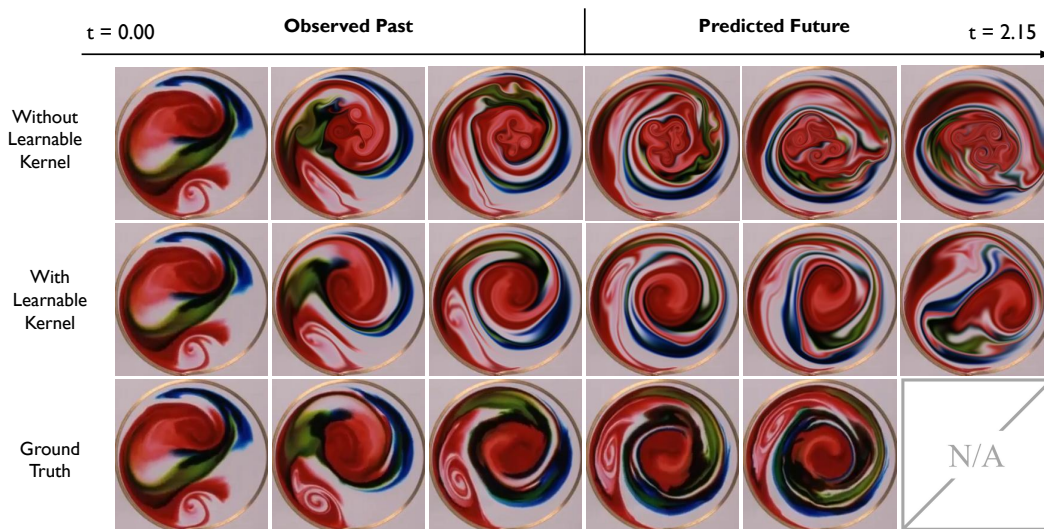 t = 0.00
Observed Past
Predicted Future
t = 2.15
Without
Learnable
Kernel
With
Learnable
Kernel
Ground
Truth
N/A